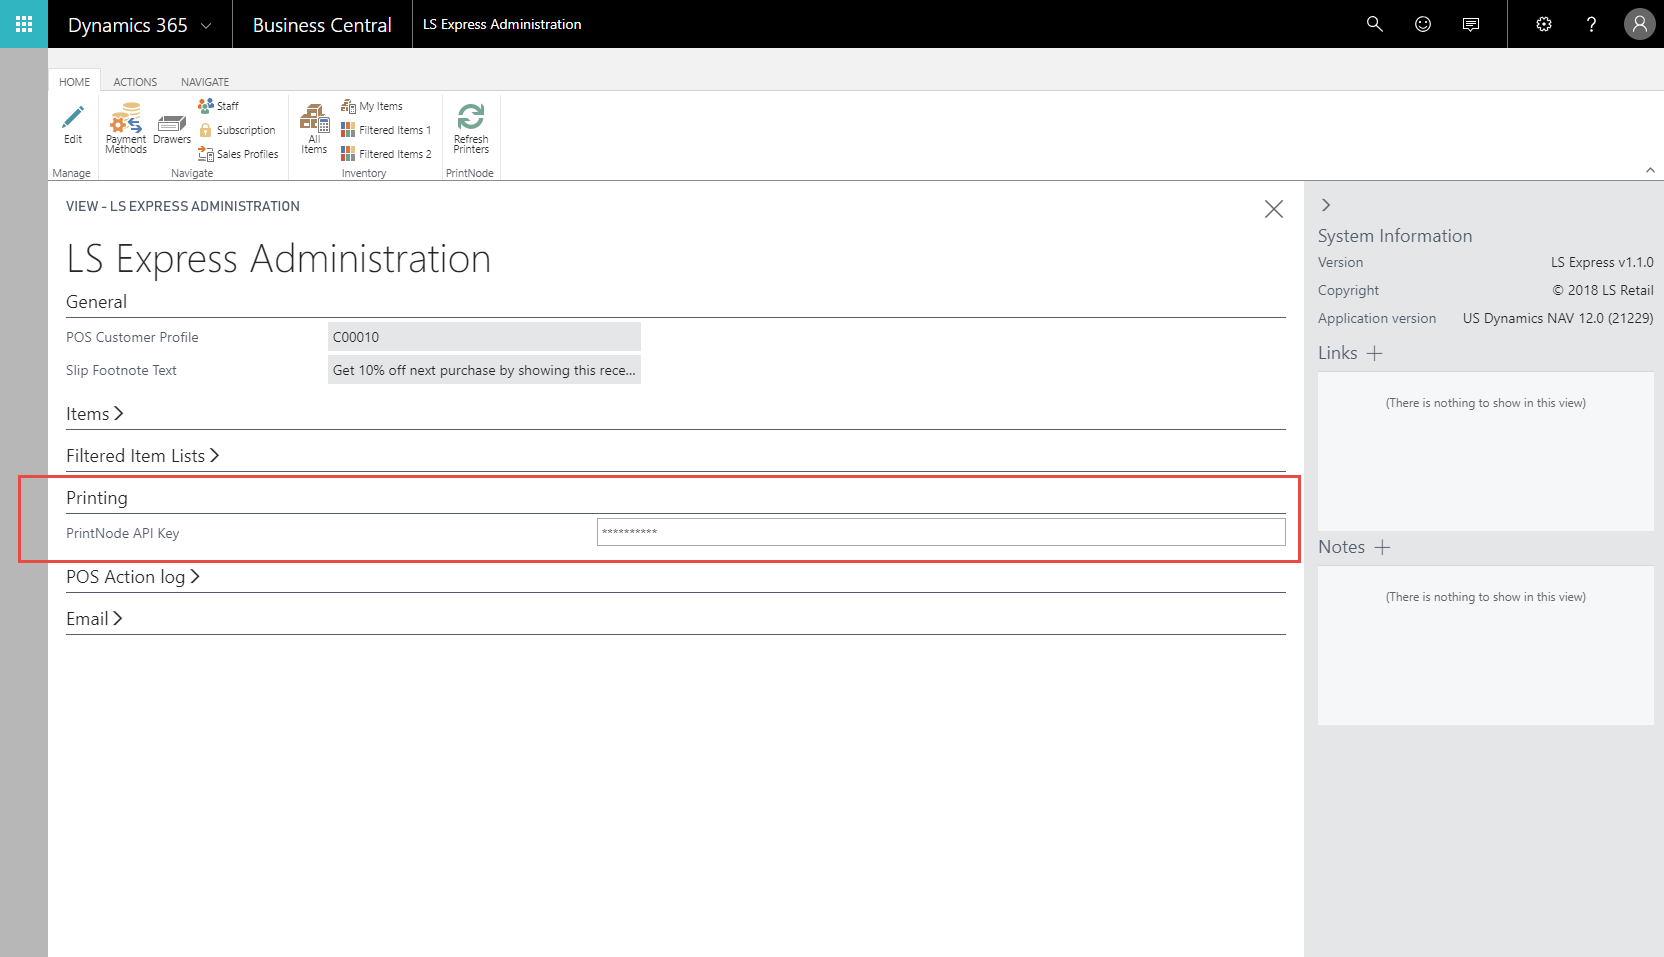 Dynamics 365
Business Central
LS Express Administration
?
HOME
ACTIONS
NAVIGATE
Edit
Manage
Payment
Methods
Drawers
Staff
Subscription
Sales Profiles
Navigate
All
Items
My Items
Filtered Items 1
Filtered Items 2
Inventory
Refresh
Printers
PrintNode
VIEW - LS EXPRESS ADMINISTRATION
LS Express Administration
General
POS Customer Profile
C00010
Slip Footnote Text
Get 10% off next purchase by showing this rece...
Items
Filtered Item Lists
Printing
PrintNode API Key
**********
POS Action log
Email
System Information
Version
LS Express v1.1.0
Copyright
© 2018 LS Retail
Application version
US Dynamics NAV 12.0 (21229)
Links
(There is nothing to show in this view)
Notes
(There is nothing to show in this view)